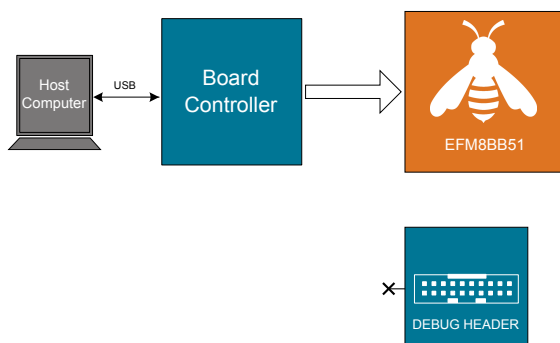 Host
Computer
USB
Board
Controller
EFM8BB51
DEBUG HEADER